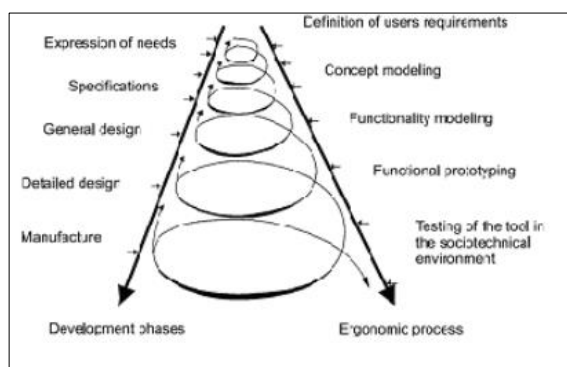 Definition of users requirements
Expression of needs
Concept modeling
Specifications
Functionality modeling
General design
Functional prototyping
Detailed design
Testing of the tool in
the sociotechnical
environment
Manufacture
Development phases
Ergonomic process